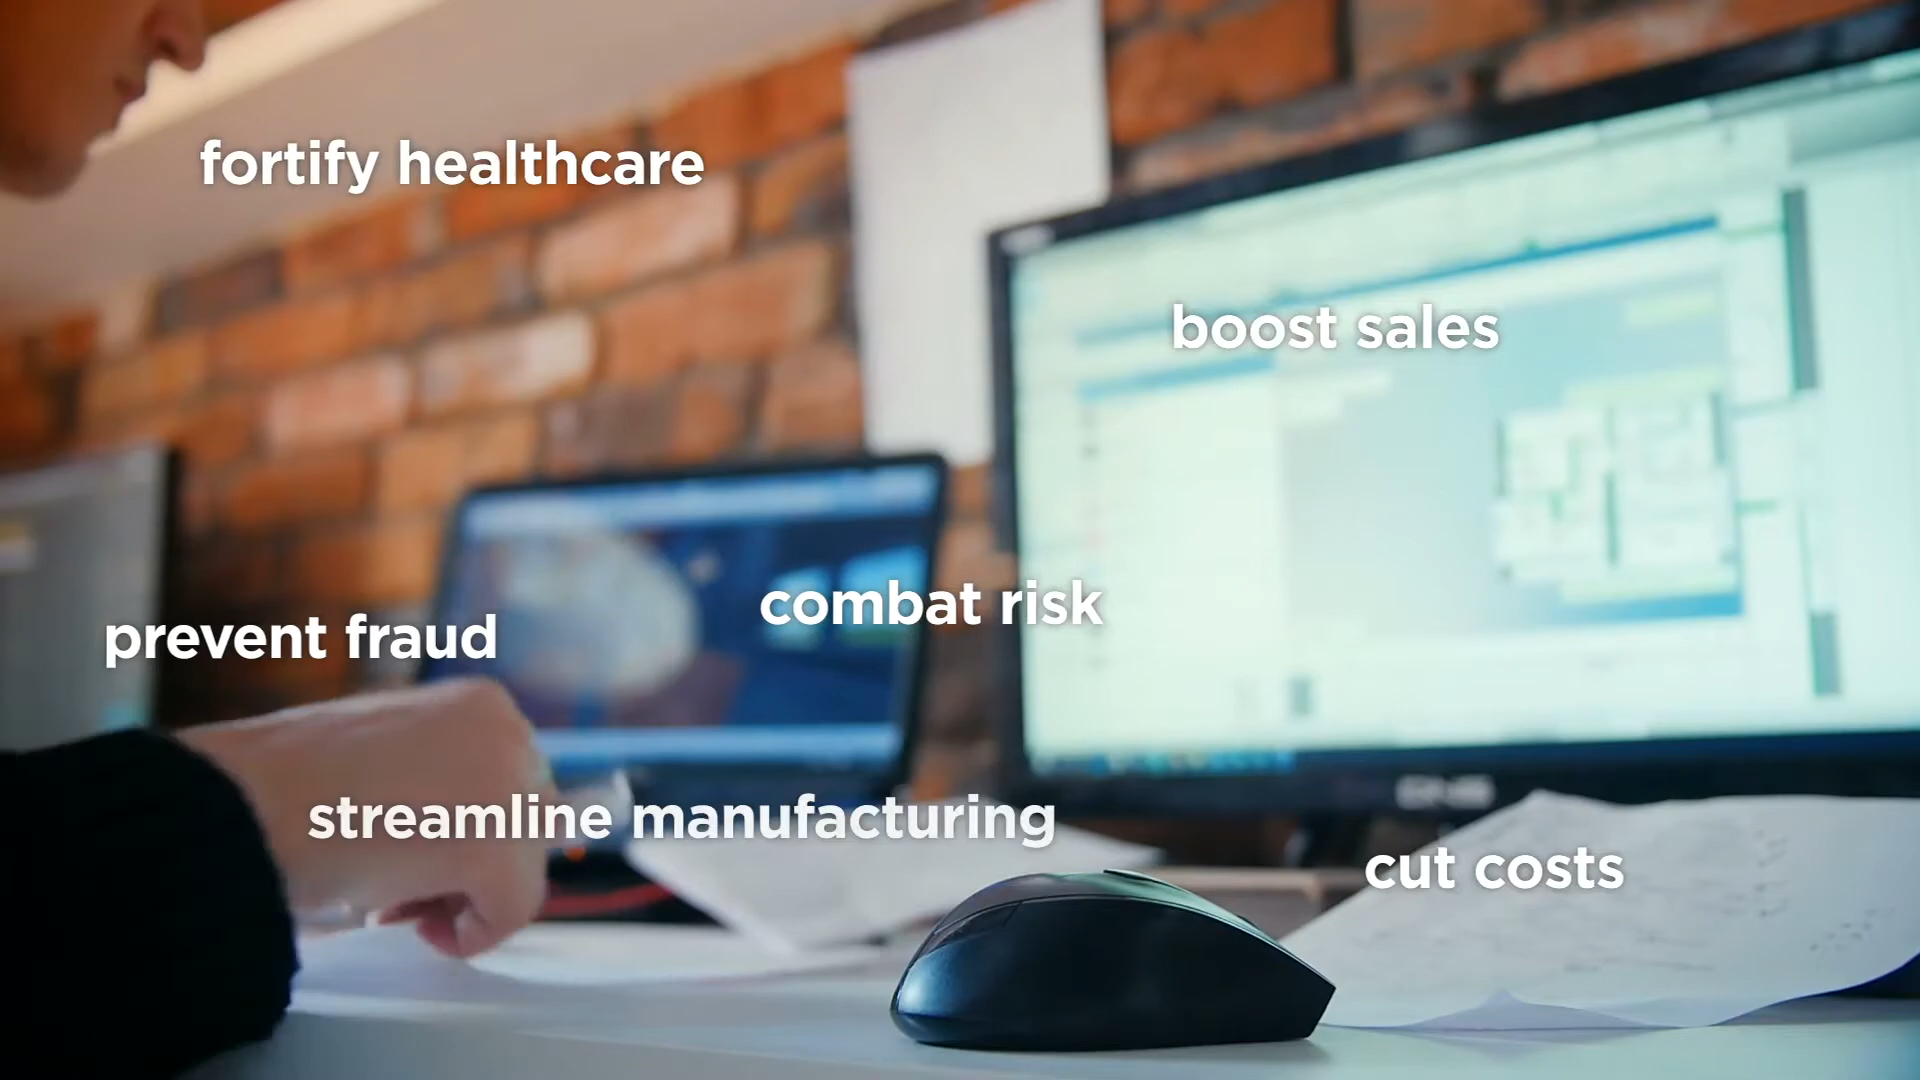 fortify healthcare
boost sales
combat risk
prevent fraud
streamline manufacturing
cut costs